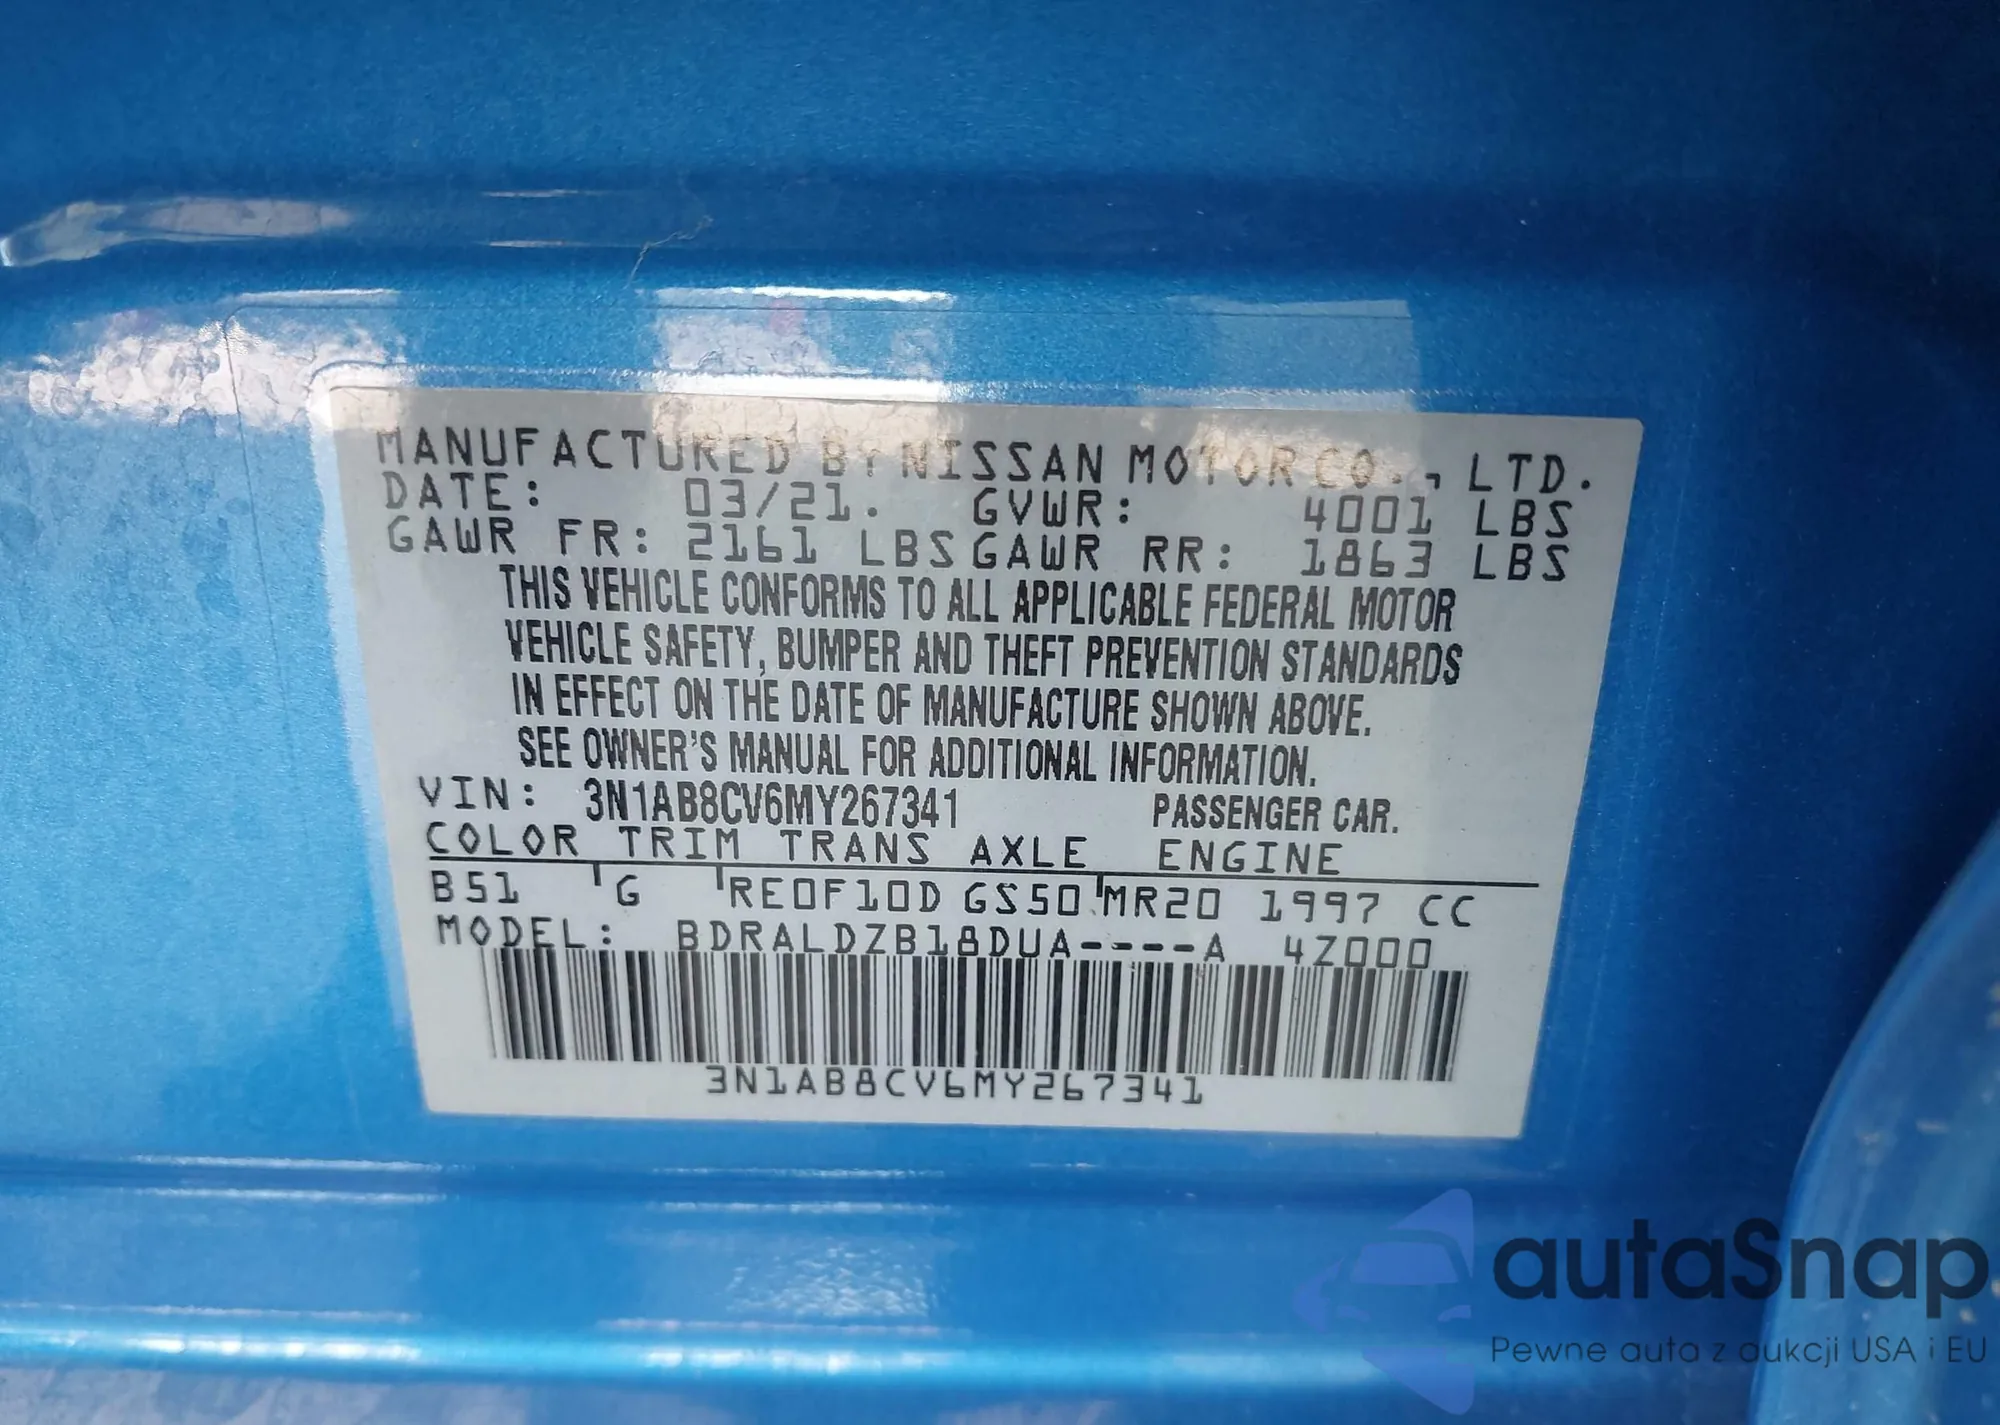 MANUFACTURED BY NISSAN MOTOR CO., LTD.
DATE: 03/21. GVWR: 4001 LBS
GAWR FR: 2161 LBS GAWR RR: 1863 LBS
THIS VEHICLE CONFORMS TO ALL APPLICABLE FEDERAL MOTOR
VEHICLE SAFETY, BUMPER AND THEFT PREVENTION STANDARDS
IN EFFECT ON THE DATE OF MANUFACTURE SHOWN ABOVE.
SEE OWNER'S MANUAL FOR ADDITIONAL INFORMATION.
VIN: 3N1AB8CV6MY267341 PASSENGER CAR.
COLOR TRIM TRANS AXLE ENGINE
B51 G RE0F10D GS50 MR20 1997 CC
MODEL: BDRALDZB18DUA----A 4Z000
3N1AB8CV6MY267341
autaSnap
Pewne auta z aukcji USA i EU